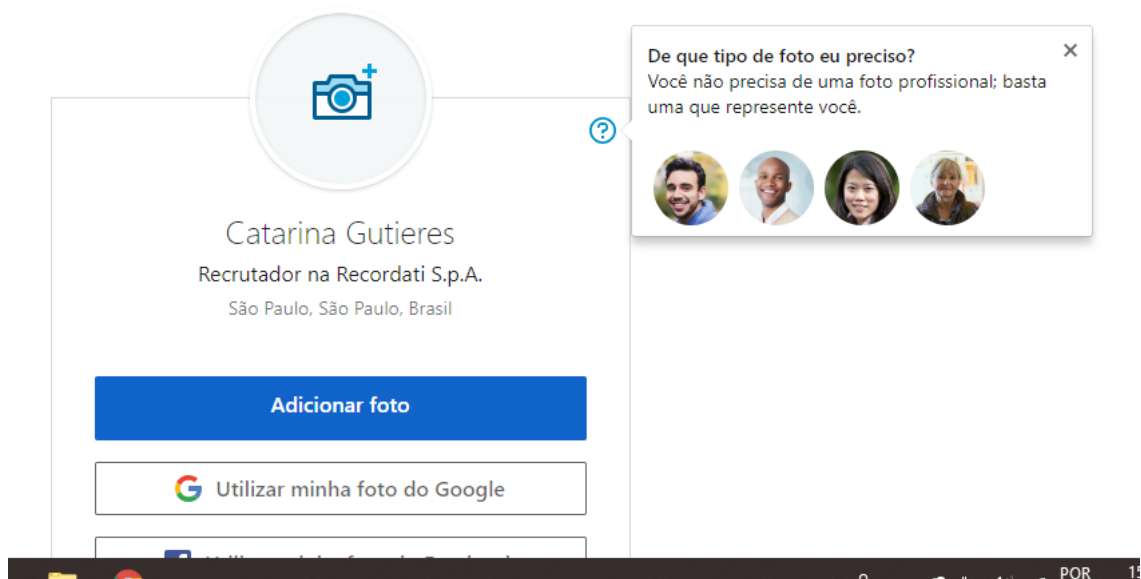 De que tipo de foto eu preciso?
Você não precisa de uma foto profissional; basta
uma que represente você.
Catarina Gutieres
Recrutador na Recordati S.p.A.
São Paulo, São Paulo, Brasil
Adicionar foto
G Utilizar minha foto do Google
POR